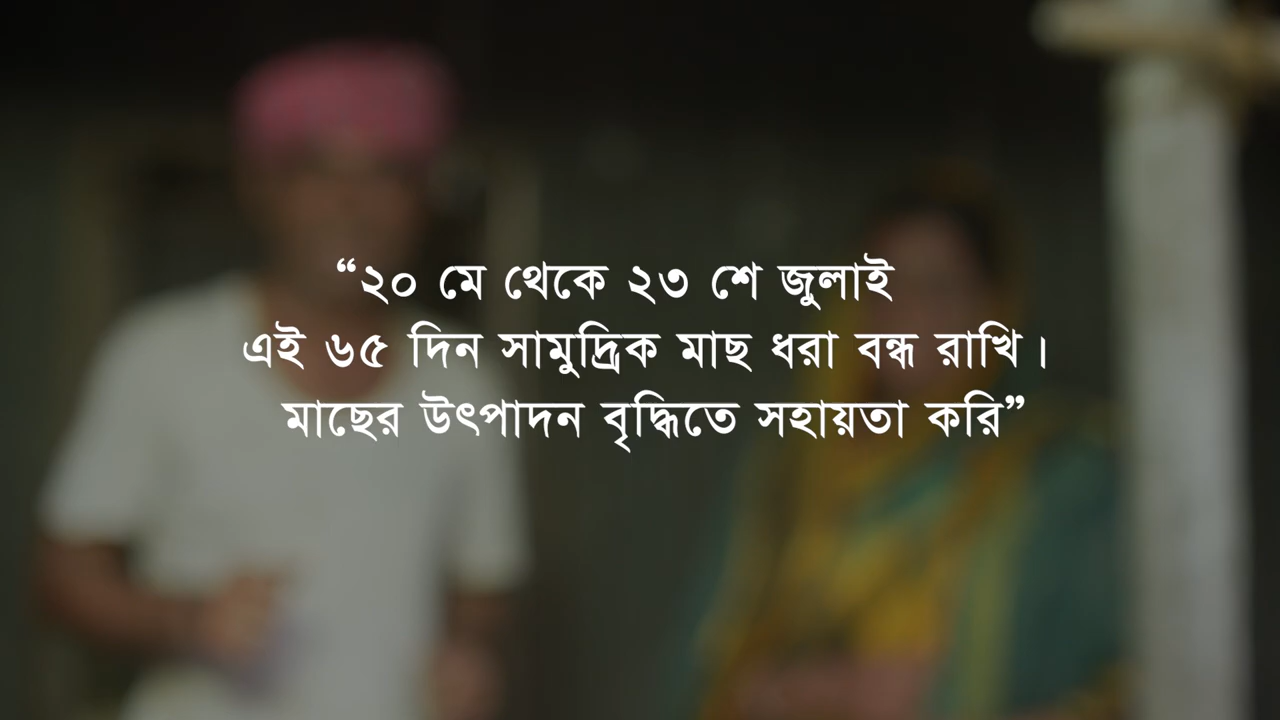 “২০ মে থেকে ২৩ শে জুলাই
এই ৬৫ দিন সামুদ্রিক মাছ ধরা বন্ধ রাখি।
মাছের উৎপাদন বৃদ্ধিতে সহায়তা করি”